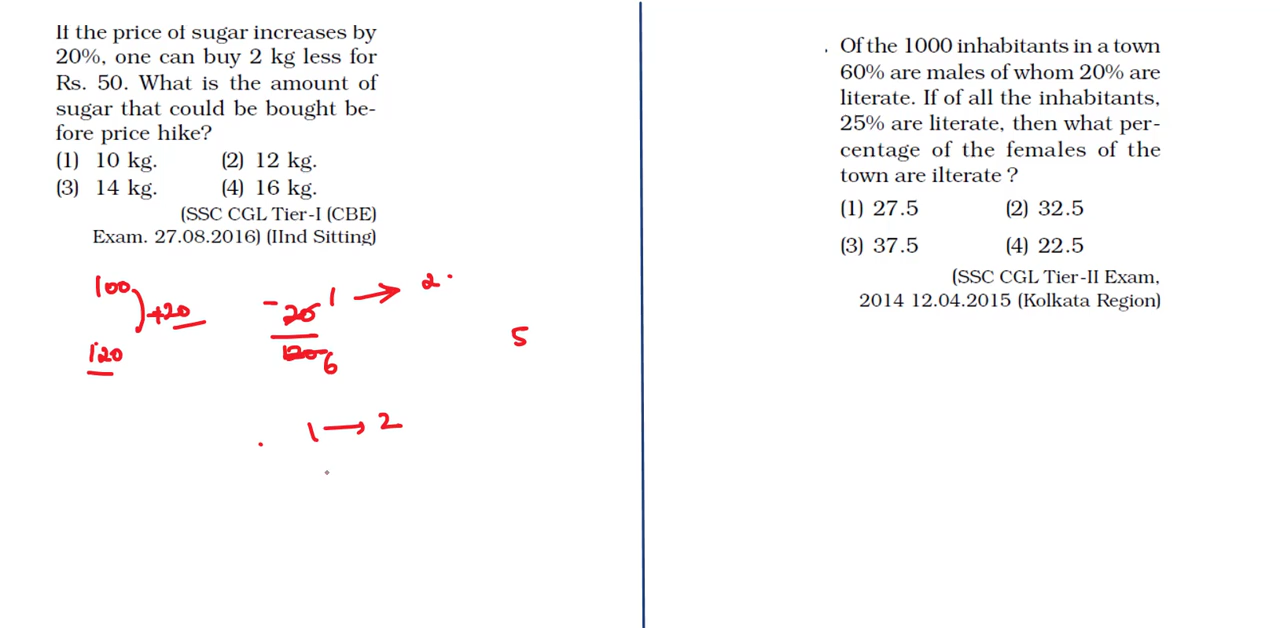 If the price of sugar increases by
20%, one can buy 2 kg less for
Rs. 50. What is the amount of
sugar that could be bought be-
fore price hike?
(1) 10 kg. (2) 12 kg.
(3) 14 kg. (4) 16 kg.
(SSC CGL Tier-I (CBE)
Exam. 27.08.2016) (IInd Sitting)
100
+20
120
- 20 1 → 2
120 6
5
1 → 2
. Of the 1000 inhabitants in a town
60% are males of whom 20% are
literate. If of all the inhabitants,
25% are literate, then what per-
centage of the females of the
town are ilterate ?
(1) 27.5 (2) 32.5
(3) 37.5 (4) 22.5
(SSC CGL Tier-II Exam,
2014 12.04.2015 (Kolkata Region)